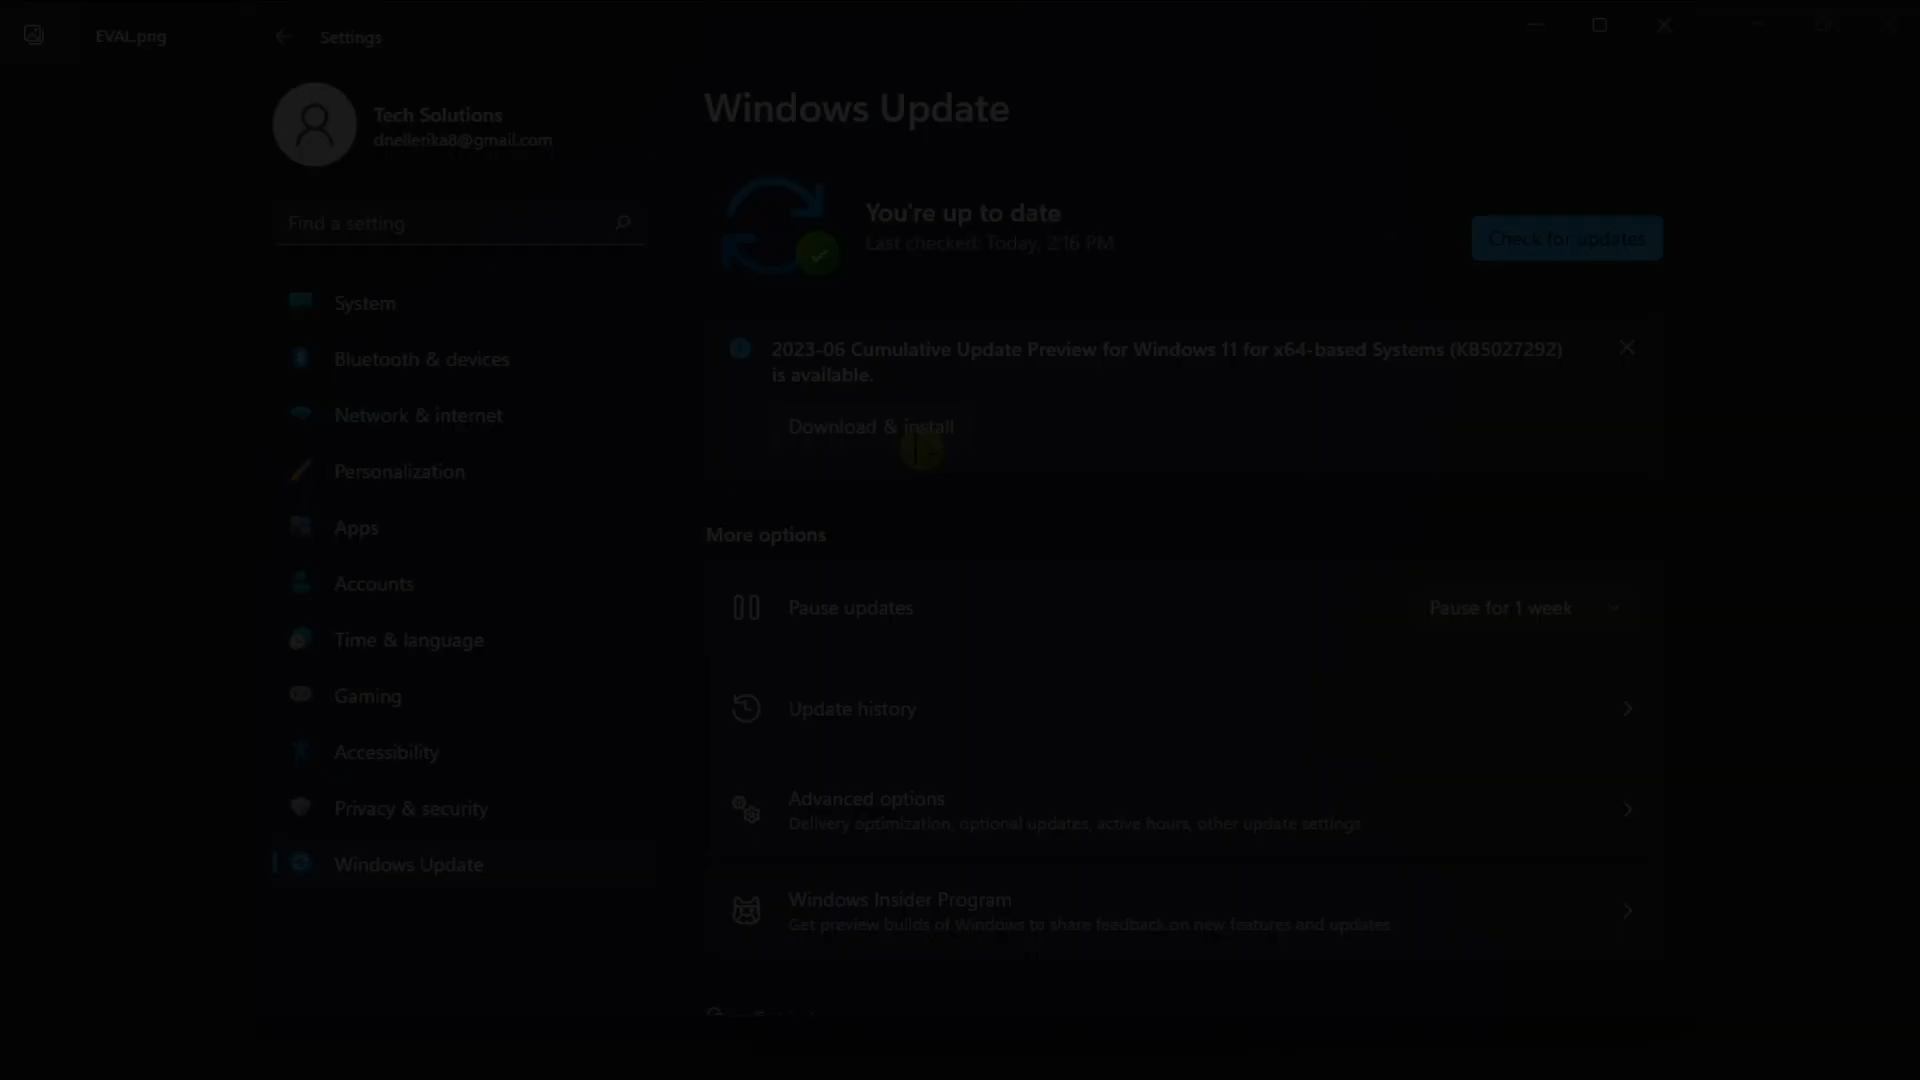 EVAL.png
Settings
Tech Solutions
dnellerika8@gmail.com
Find a setting
System
Bluetooth & devices
Network & internet
Personalization
Apps
Accounts
Time & language
Gaming
Accessibility
Privacy & security
Windows Update
Windows Update
You're up to date
Last checked: Today, 2:16 PM
Check for updates
2023-06 Cumulative Update Preview for Windows 11 for x64-based Systems (KB5027292)
is available.
Download & install
More options
Pause updates
Pause for 1 week
Update history
Advanced options
Delivery optimization, optional updates, active hours, other update settings
Windows Insider Program
Get preview builds of Windows to share feedback on new features and updates